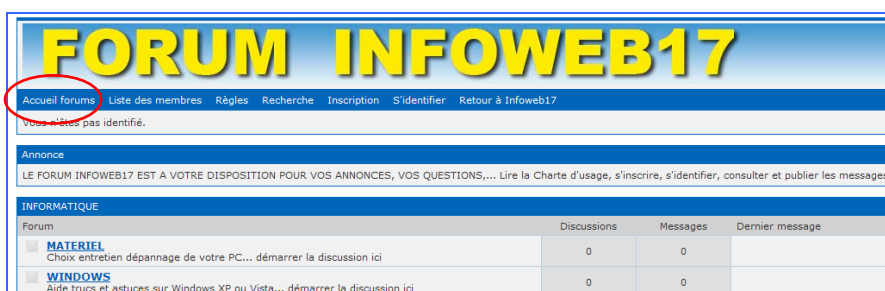 FORUM INFOWEB17
Accueil forums Liste des membres Règles Recherche Inscription S'identifier Retour à Infoweb17
Vous n'êtes pas identifié.
Annonce
LE FORUM INFOWEB17 EST A VOTRE DISPOSITION POUR VOS ANNONCES, VOS QUESTIONS,... Lire la Charte d'usage, s'inscrire, s'identifier, consulter et publier les messages
INFORMATIQUE
Forum Discussions Messages Dernier message
MATERIEL
Choix entretien dépannage de votre PC... démarrer la discussion ici
0 0
WINDOWS
Aide trucs et astuces sur Windows XP ou Vista... démarrer la discussion ici
0 0